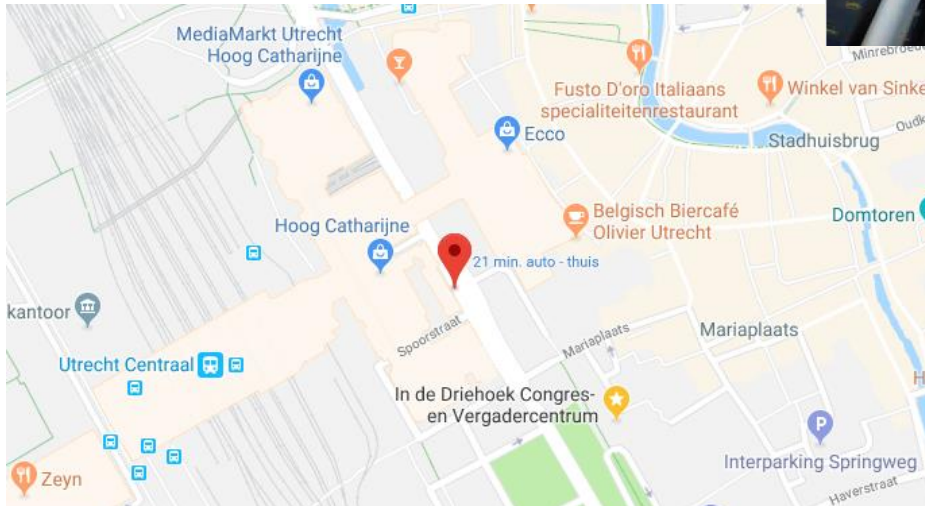 MediaMarkt Utrecht
Hoog Catharijne
Minrebroed
Fusto D'oro Italiaans
specialiteitenrestaurant
Winkel van Sinke
Oudk
Ecco
Stadhuisbrug
Belgisch Biercafé
Olivier Utrecht
Domtoren
Hoog Catharijne
21 min. auto - thuis
kantoor
Spoorstraat
Mariaplaats
Mariaplaats
Utrecht Centraal
In de Driehoek Congres-
en Vergadercentrum
H
P
Interparking Springweg
Zeyn
Haverstraat